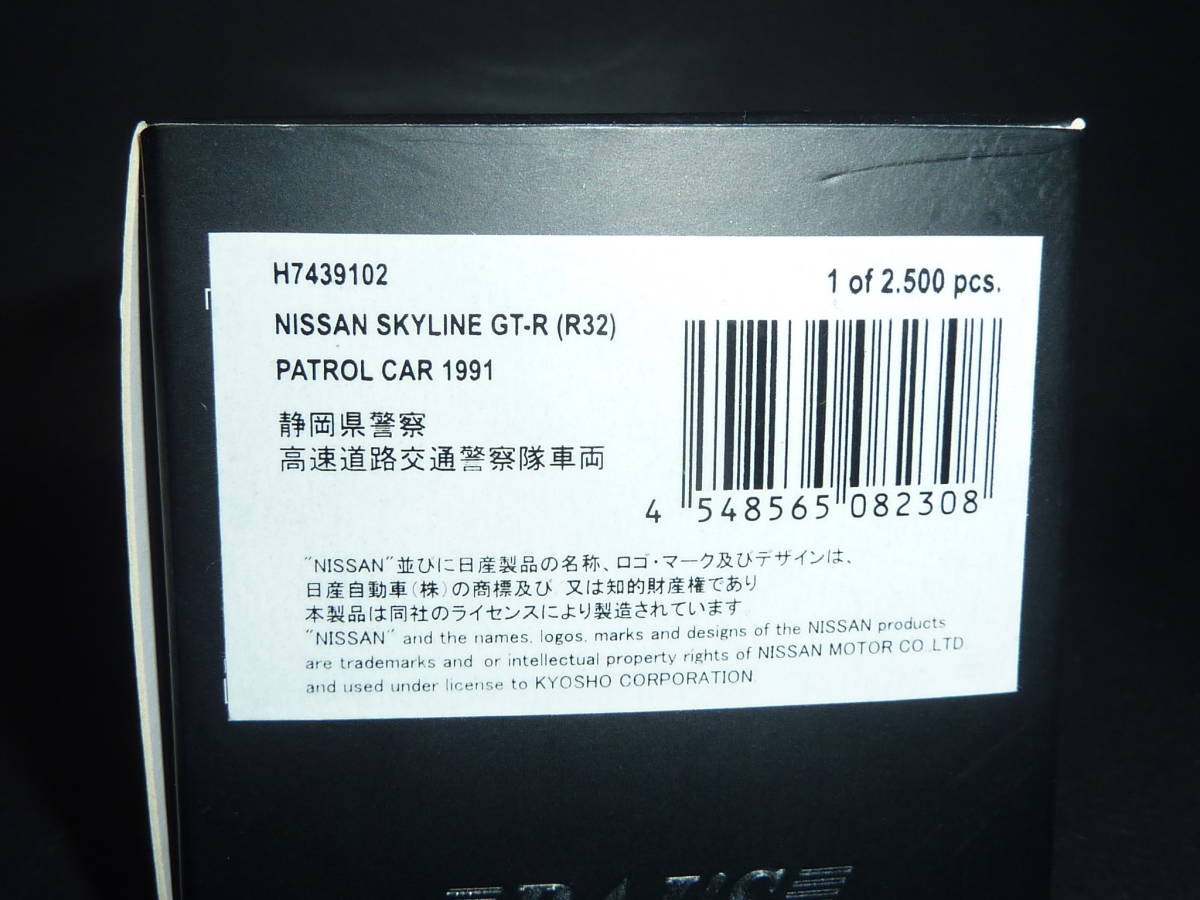 H7439102
1 of 2.500 pcs.
NISSAN SKYLINE GT-R (R32)
PATROL CAR 1991
静岡県警察
高速道路交通警察隊車両
4 548565 082308
"NISSAN"並びに日産製品の名称、ロゴ・マーク及びデザインは、
日産自動車(株)の商標及び 又は知的財産権であり
本製品は同社のライセンスにより製造されています。
"NISSAN" and the names, logos, marks and designs of the NISSAN products
are trademarks and or intellectual property rights of NISSAN MOTOR CO.,LTD
and used under license to KYOSHO CORPORATION